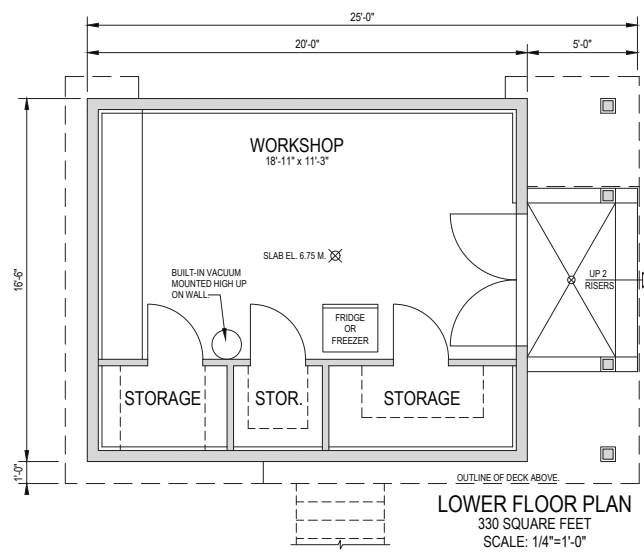 25'-0"
20'-0"
5'-0"
WORKSHOP
18'-11" x 11'-3"
SLAB EL. 6.75 M.
16'-6"
BUILT-IN VACUUM
MOUNTED HIGH UP
ON WALL
UP 2
RISERS
FRIDGE
OR
FREEZER
STORAGE
STOR.
STORAGE
1'-0"
OUTLINE OF DECK ABOVE.
LOWER FLOOR PLAN
330 SQUARE FEET
SCALE: 1/4"=1'-0"